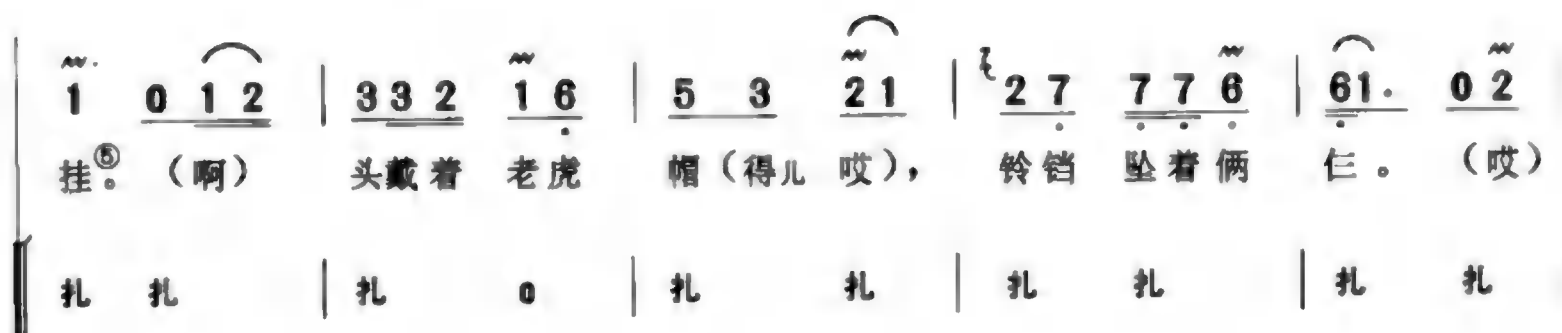 1 0 1 2 | 3 3 2 1 6 | 5 3 2 1 | 2 7 7 7 6 | 6 1. 0 2
挂⑤。（啊） 头戴着 老虎 帽（得儿 哎）， 铃铛 坠着俩 仨。（哎）
扎 扎 | 扎 0 | 扎 扎 | 扎 扎 | 扎 扎